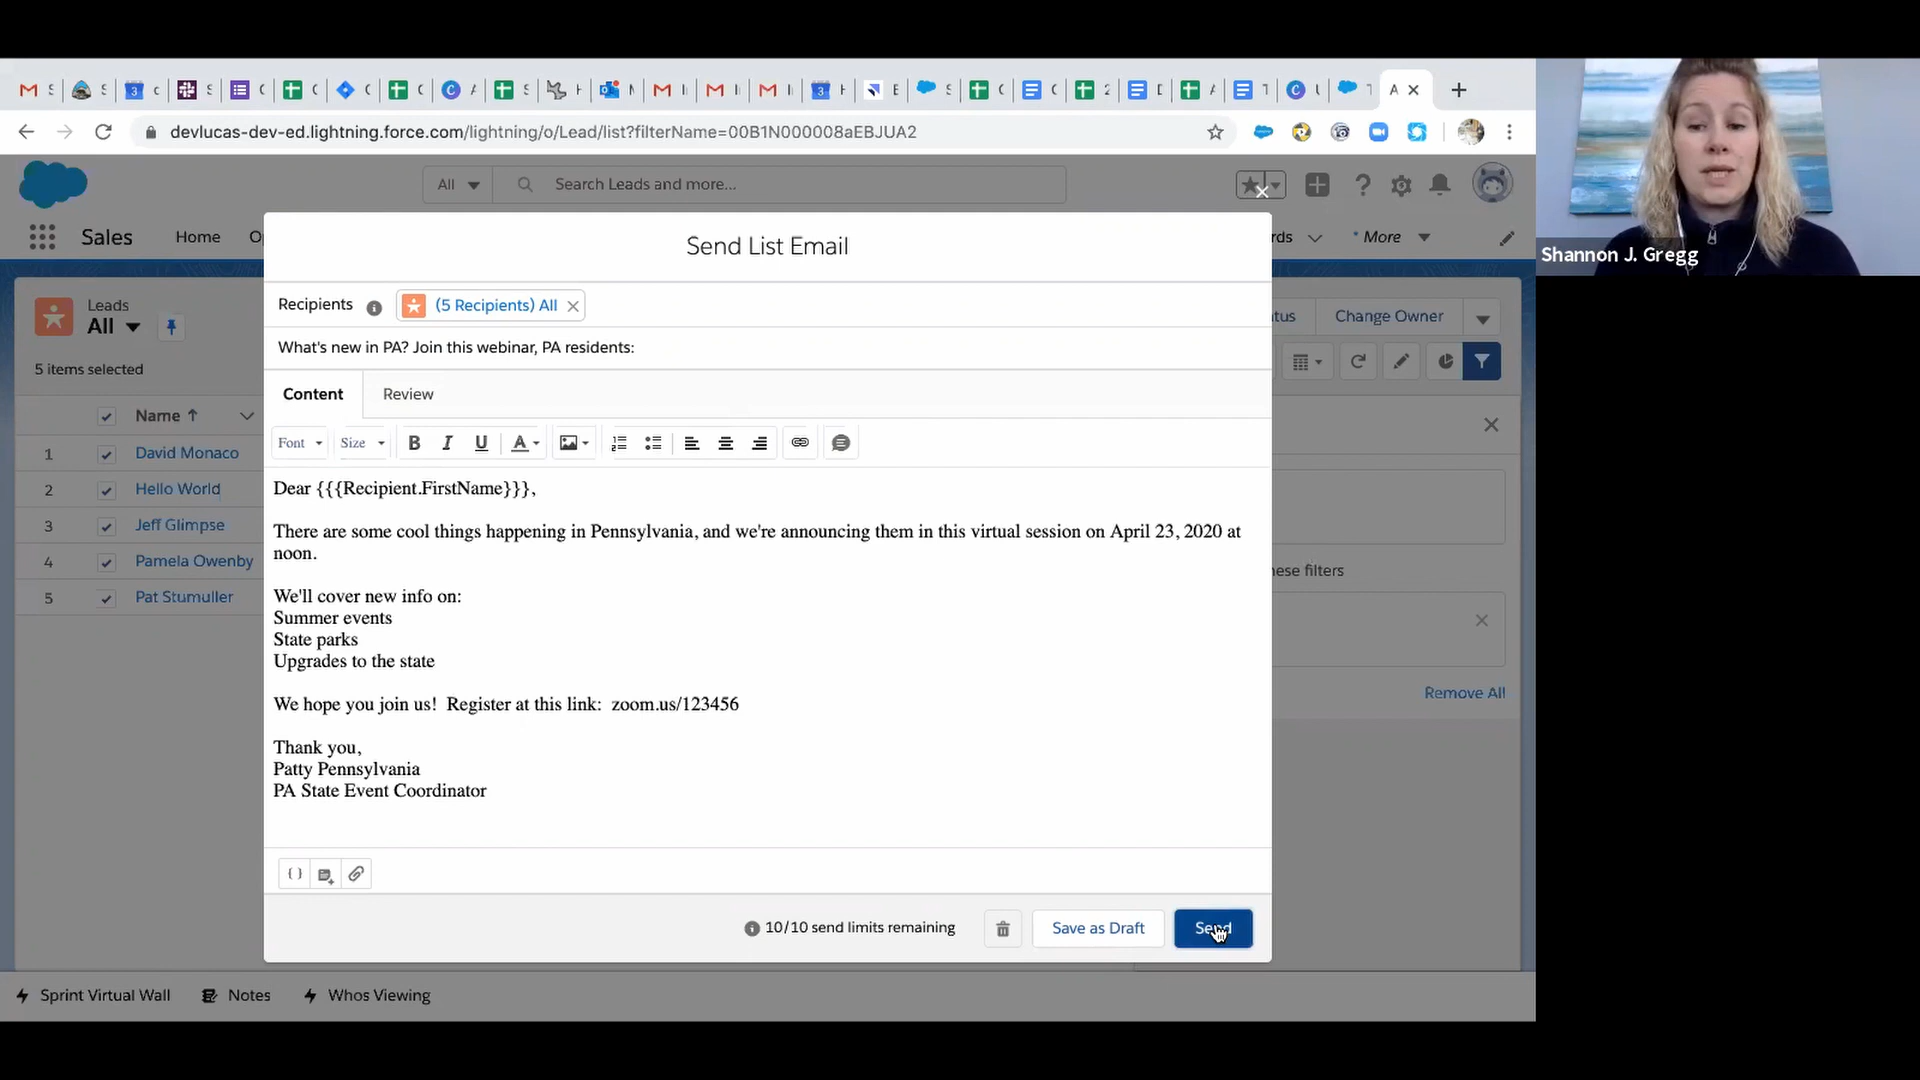 devlucas-dev-ed.lightning.force.com/lightning/o/Lead/list?filterName=00B1N000008aEBJUA2
All
Search Leads and more...
Sales
Home
More
Shannon J. Gregg
Send List Email
Leads
All
5 items selected
Recipients
(5 Recipients) All
Change Owner
What's new in PA? Join this webinar, PA residents:
Content
Review
Name
Font
Size
1 David Monaco
2 Hello World
3 Jeff Glimpse
4 Pamela Owenby
5 Pat Stumuller
Dear {{{Recipient.FirstName}}},
There are some cool things happening in Pennsylvania, and we're announcing them in this virtual session on April 23, 2020 at
noon.
We'll cover new info on:
Summer events
State parks
Upgrades to the state
We hope you join us! Register at this link: zoom.us/123456
Thank you,
Patty Pennsylvania
PA State Event Coordinator
Remove All
10/10 send limits remaining
Save as Draft
Send
Sprint Virtual Wall
Notes
Whos Viewing